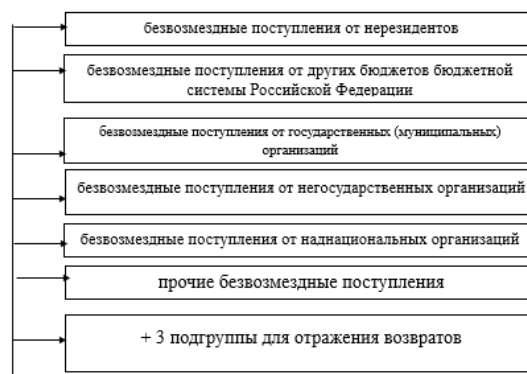 безвозмездные поступления от нерезидентов
безвозмездные поступления от других бюджетов бюджетной
системы Российской Федерации
безвозмездные поступления от государственных (муниципальных)
организаций
безвозмездные поступления от негосударственных организаций
безвозмездные поступления от наднациональных организаций
прочие безвозмездные поступления
+ 3 подгруппы для отражения возвратов